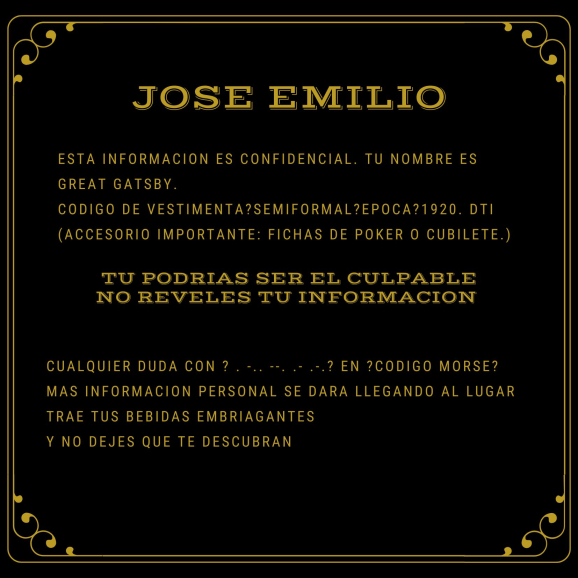 JOSE EMILIO
ESTA INFORMACION ES CONFIDENCIAL. TU NOMBRE ES
GREAT GATSBY.
CODIGO DE VESTIMENTA?SEMIFORMAL?EPOCA?1920. DTI
(ACCESORIO IMPORTANTE: FICHAS DE POKER O CUBILETE.)
TU PODRIAS SER EL CULPABLE
NO REVELES TU INFORMACION
CUALQUIER DUDA CON ? . -.. --. .- .-.? EN ?CODIGO MORSE?
MAS INFORMACION PERSONAL SE DARA LLEGANDO AL LUGAR
TRAE TUS BEBIDAS EMBRIAGANTES
Y NO DEJES QUE TE DESCUBRAN